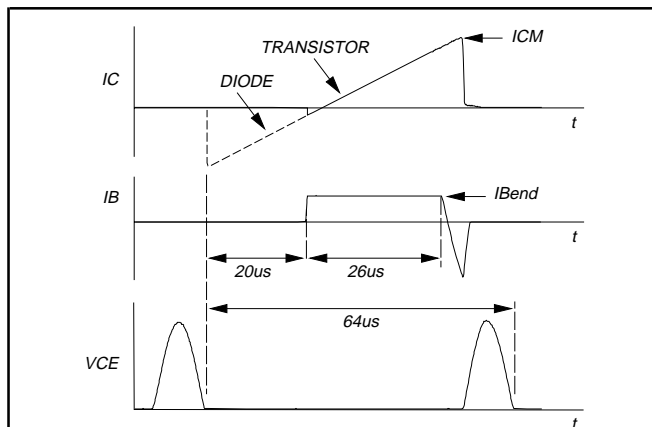 ICM
TRANSISTOR
IC
DIODE
t
IB
IBend
t
20us
26us
64us
VCE
t